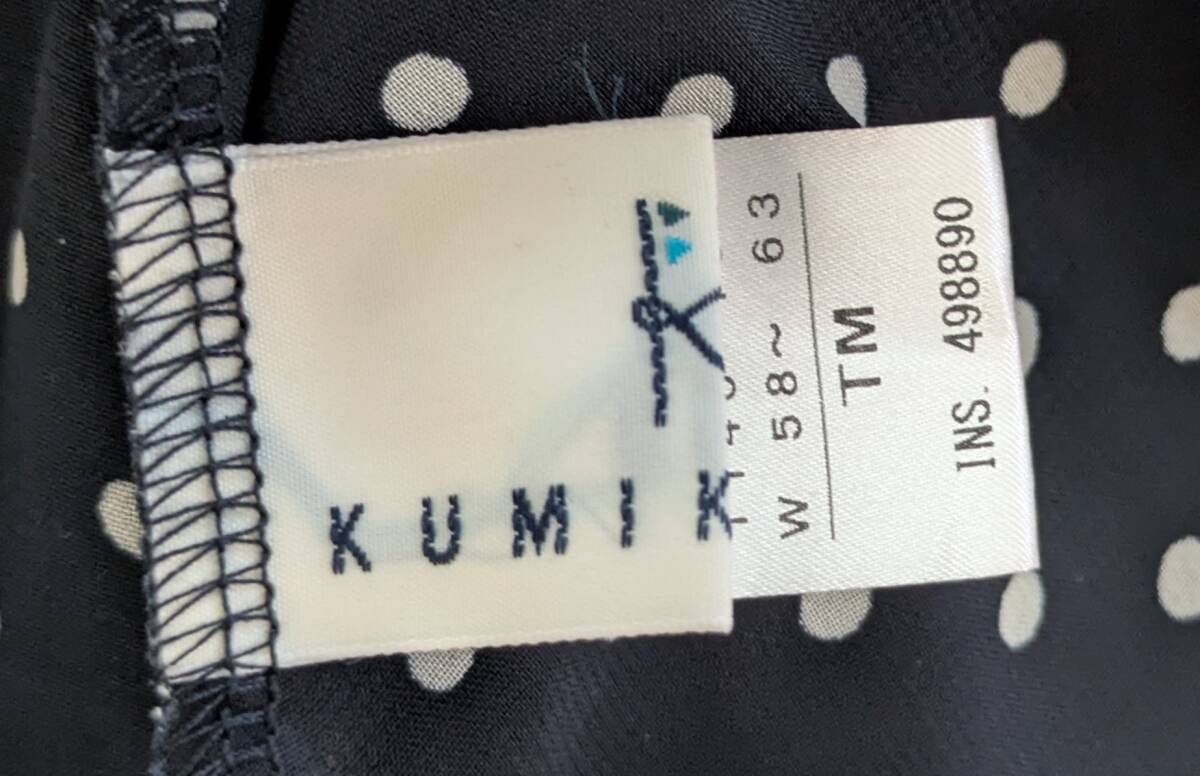 KUMIK
W 58~ 63
TM
INS. 498890